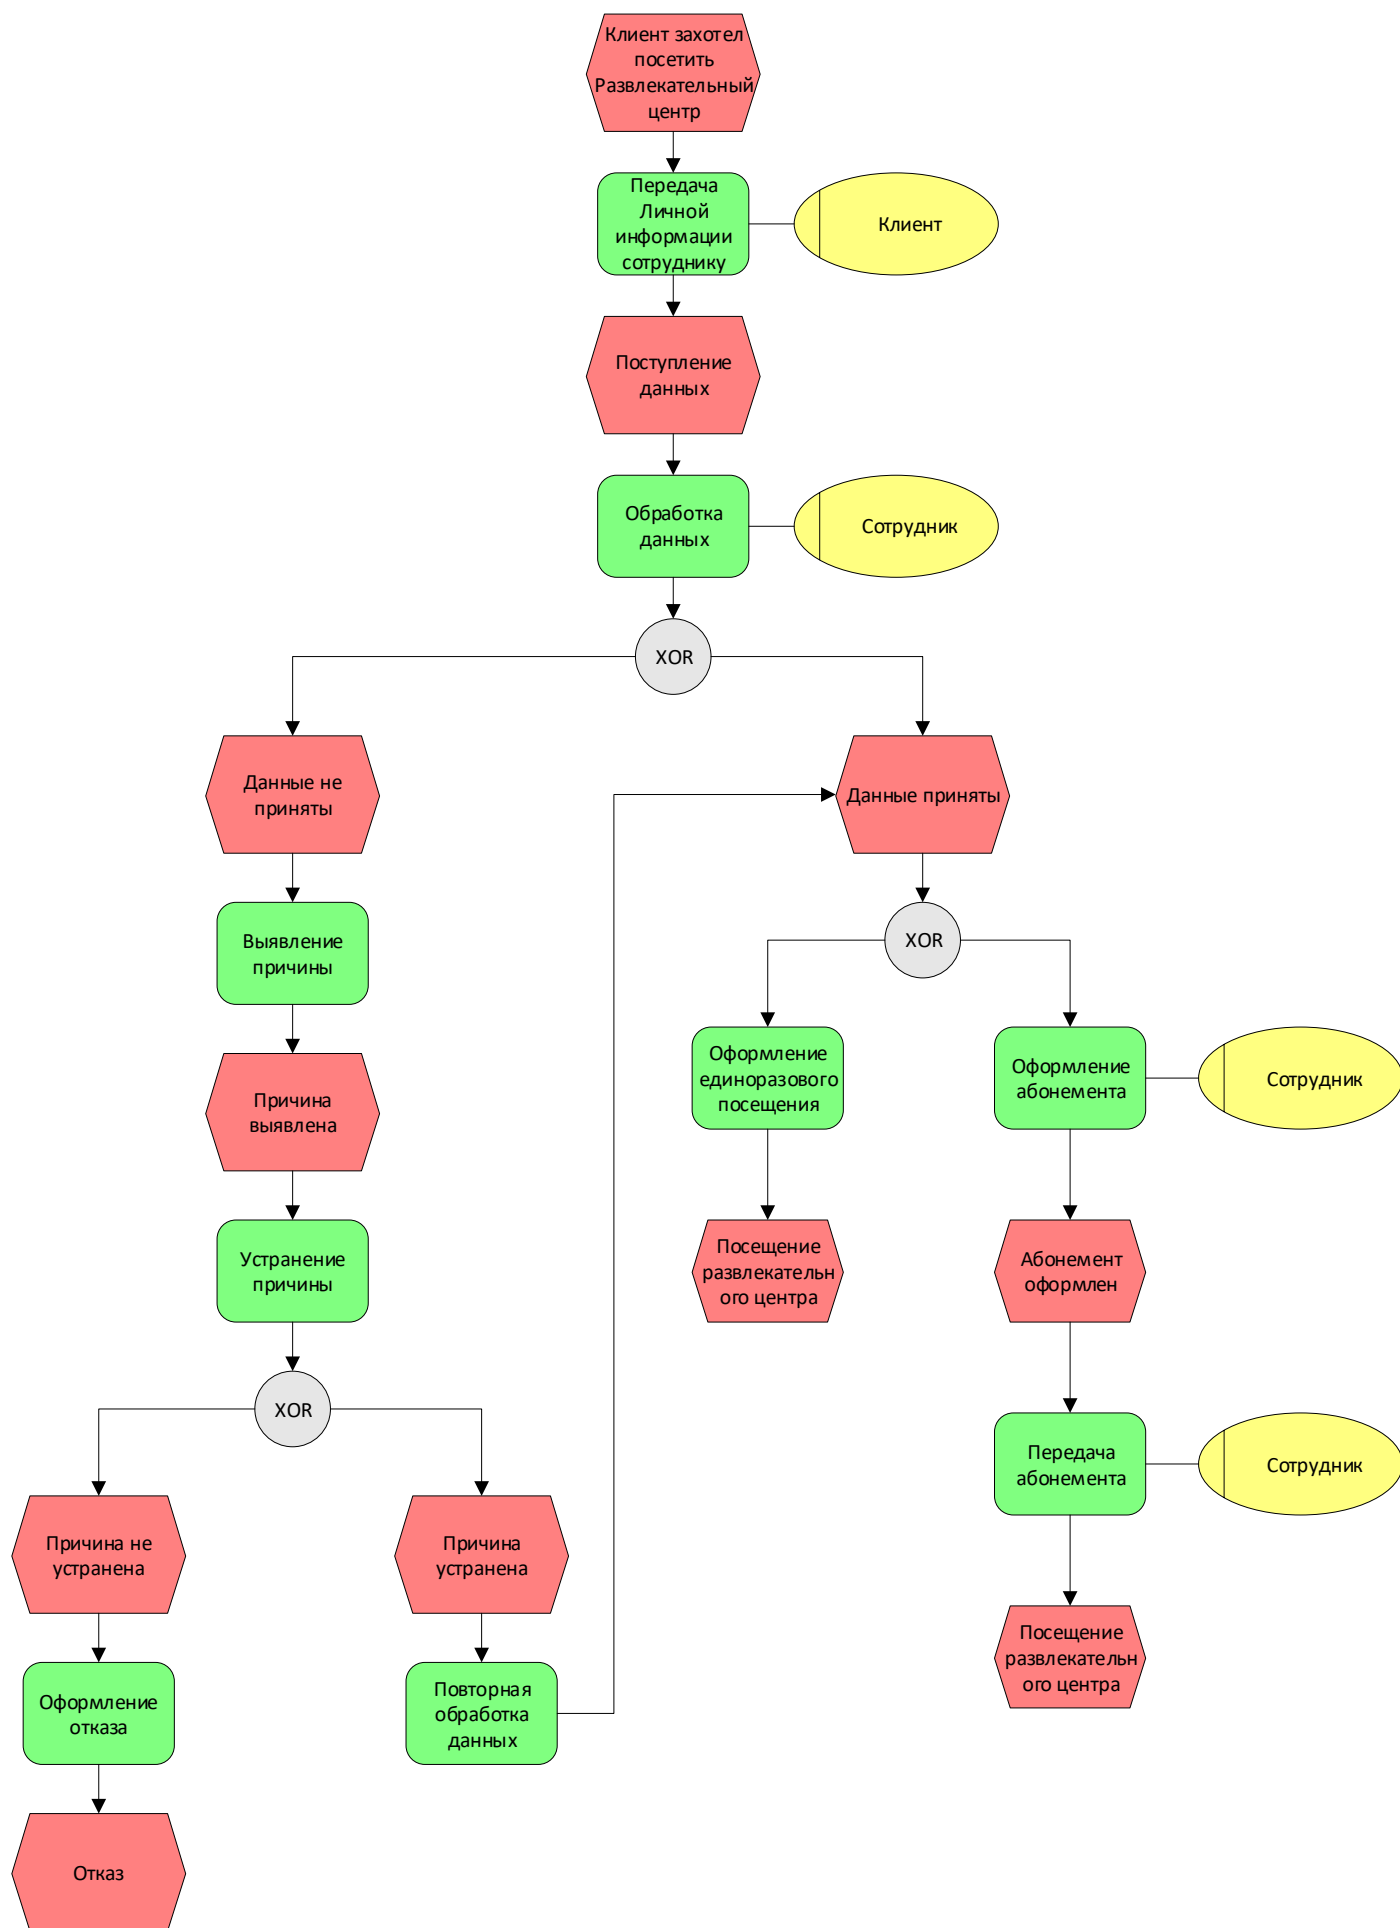 Клиент захотел
посетить
Развлекательный
центр
Передача
Личной
информации
сотруднику
Клиент
Поступление
данных
Обработка
данных
Сотрудник
XOR
Данные не
приняты
Данные приняты
Выявление
причины
XOR
Причина
выявлена
Оформление
единоразового
посещения
Оформление
абонемента
Сотрудник
Устранение
причины
Посещение
развлекательн
ого центра
Абонемент
оформлен
XOR
Передача
абонемента
Сотрудник
Причина не
устранена
Причина
устранена
Посещение
развлекательн
ого центра
Оформление
отказа
Повторная
обработка
данных
Отказ